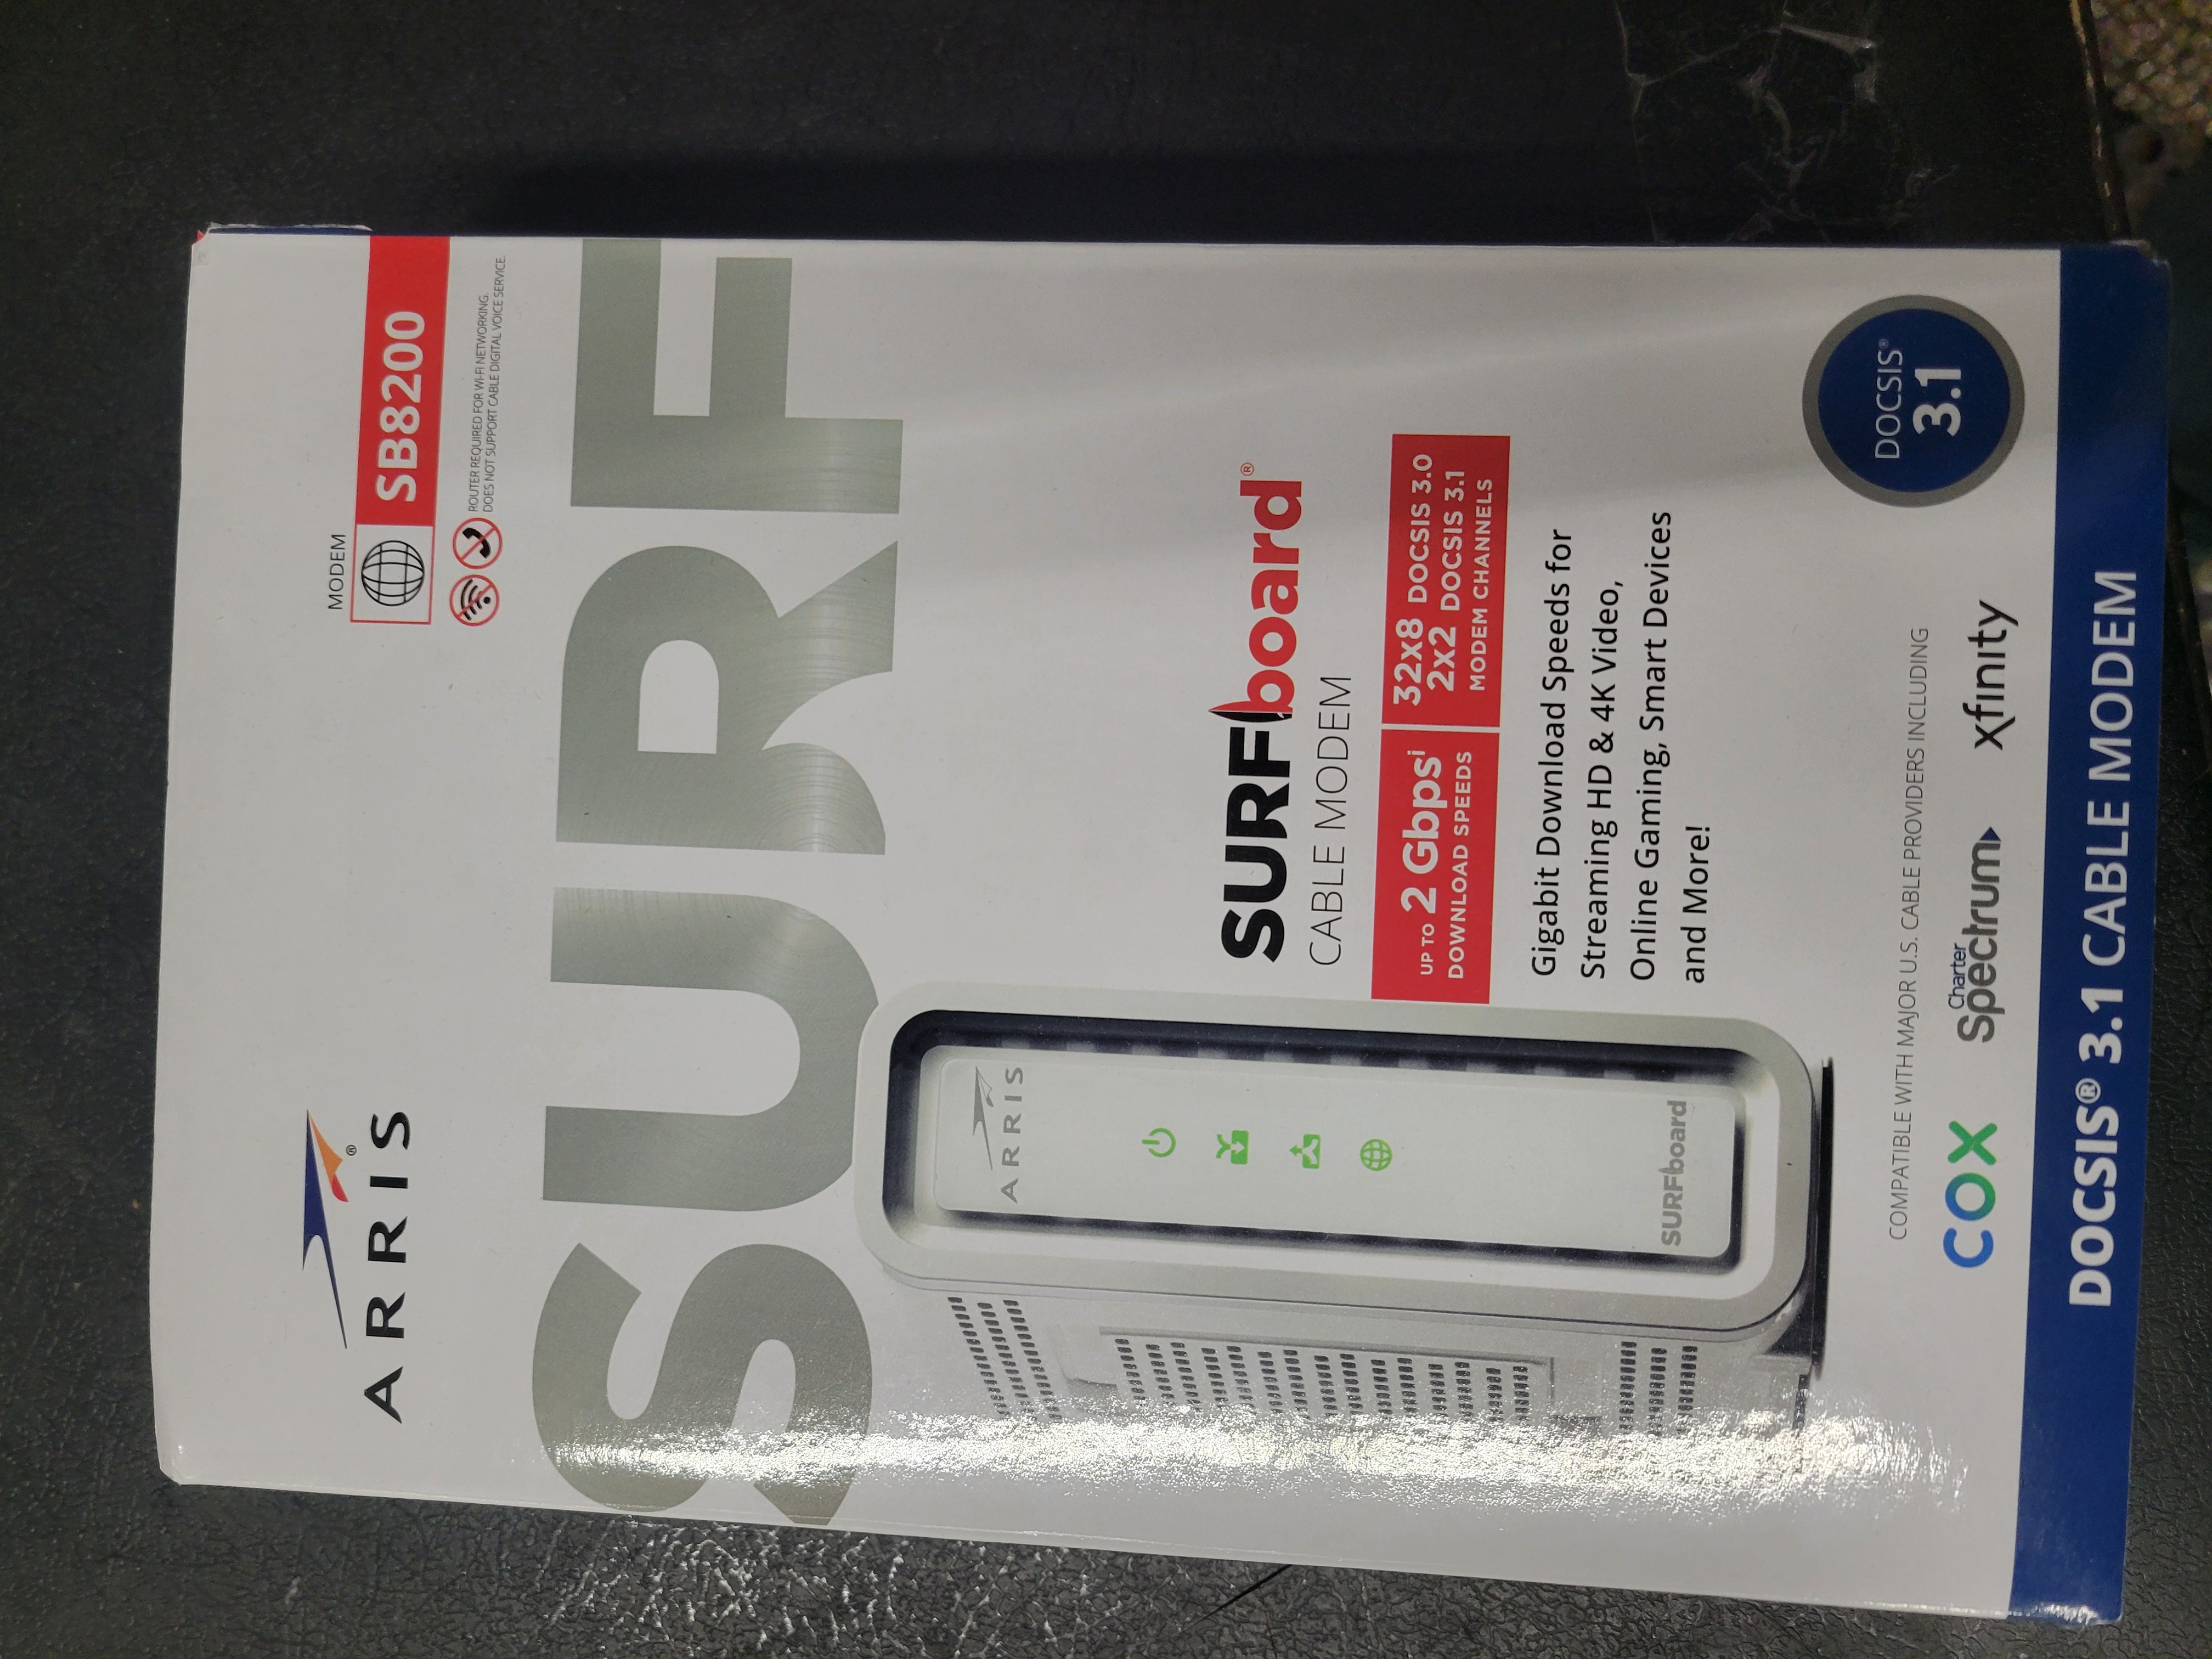 ARRIS®
MODEM
SB8200
ROUTER REQUIRED FOR WI-FI NETWORKING.
DOES NOT SUPPORT CABLE DIGITAL VOICE SERVICE.
SURF
SURFboard®
CABLE MODEM
UP TO 2 Gbpsⁱ
DOWNLOAD SPEEDS
32x8 DOCSIS 3.0
2x2 DOCSIS 3.1
MODEM CHANNELS
Gigabit Download Speeds for
Streaming HD & 4K Video,
Online Gaming, Smart Devices
and More!
ARRIS
SURFboard
DOCSIS®
3.1
COMPATIBLE WITH MAJOR U.S. CABLE PROVIDERS INCLUDING
COX
Charter
Spectrum
xfinity
DOCSIS® 3.1 CABLE MODEM